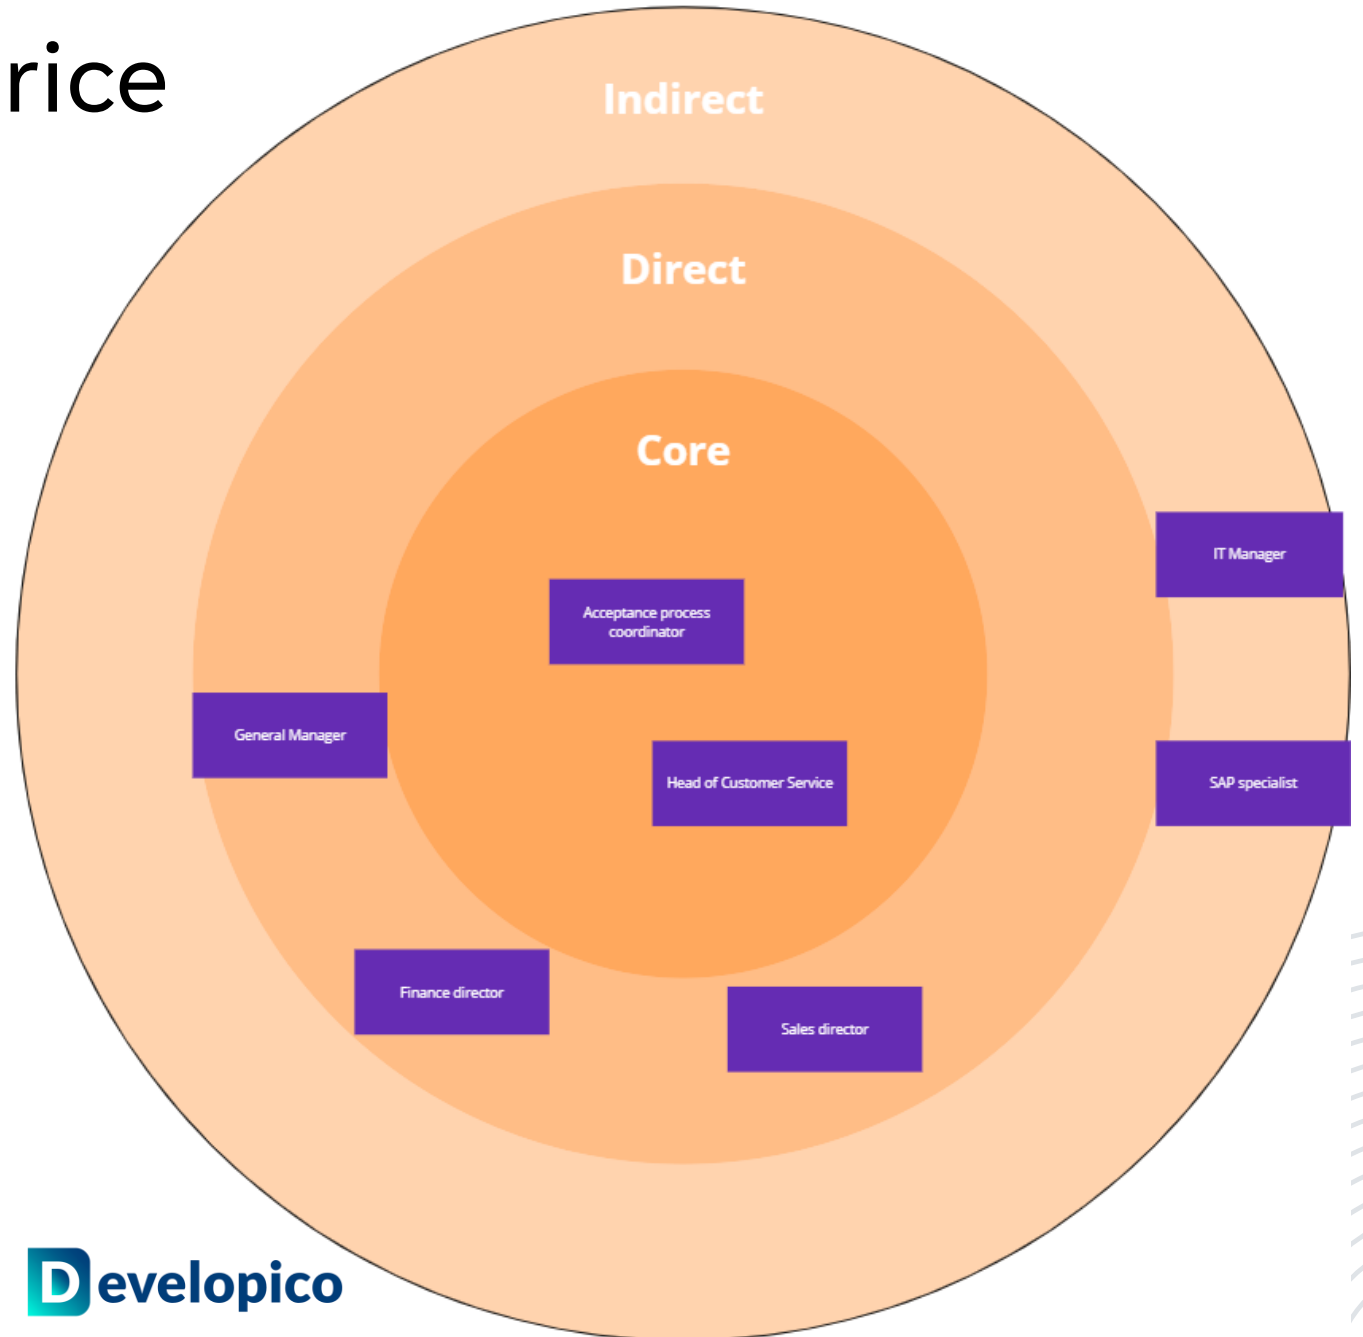 rice
Indirect
Direct
Core
IT Manager
Acceptance process
coordinator
General Manager
Head of Customer Service
SAP specialist
Finance director
Sales director
Developico